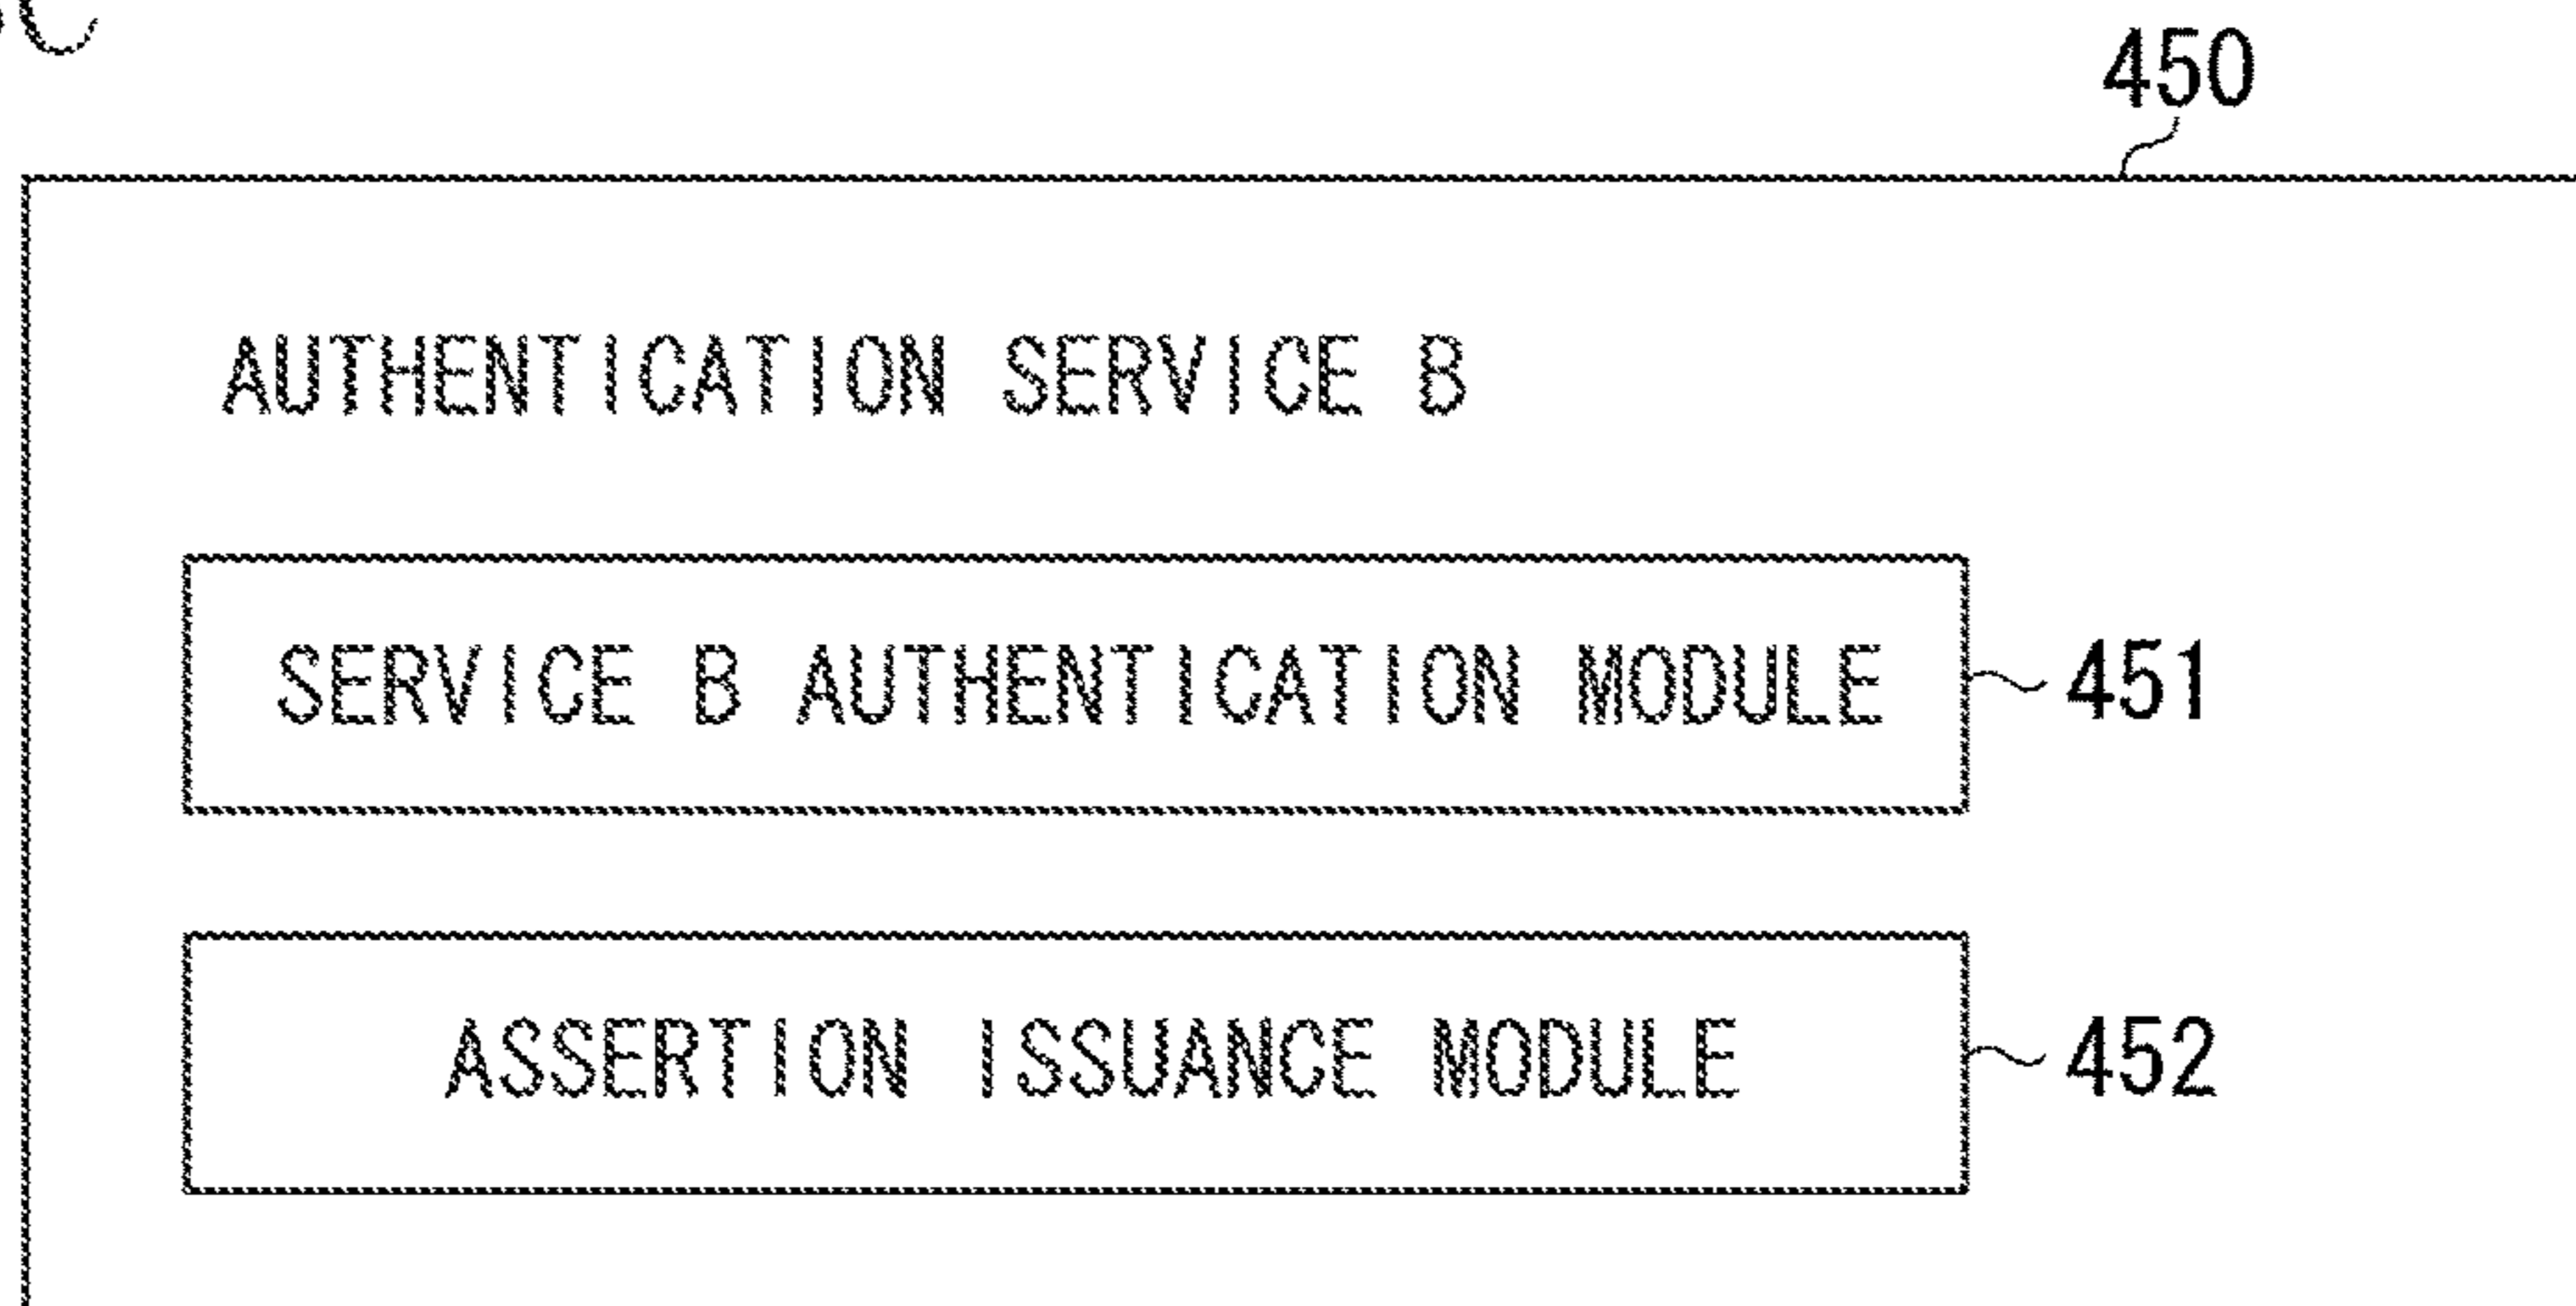 450
AUTHENTICATION SERVICE B
SERVICE B AUTHENTICATION MODULE
451
ASSERTION ISSUANCE MODULE
452